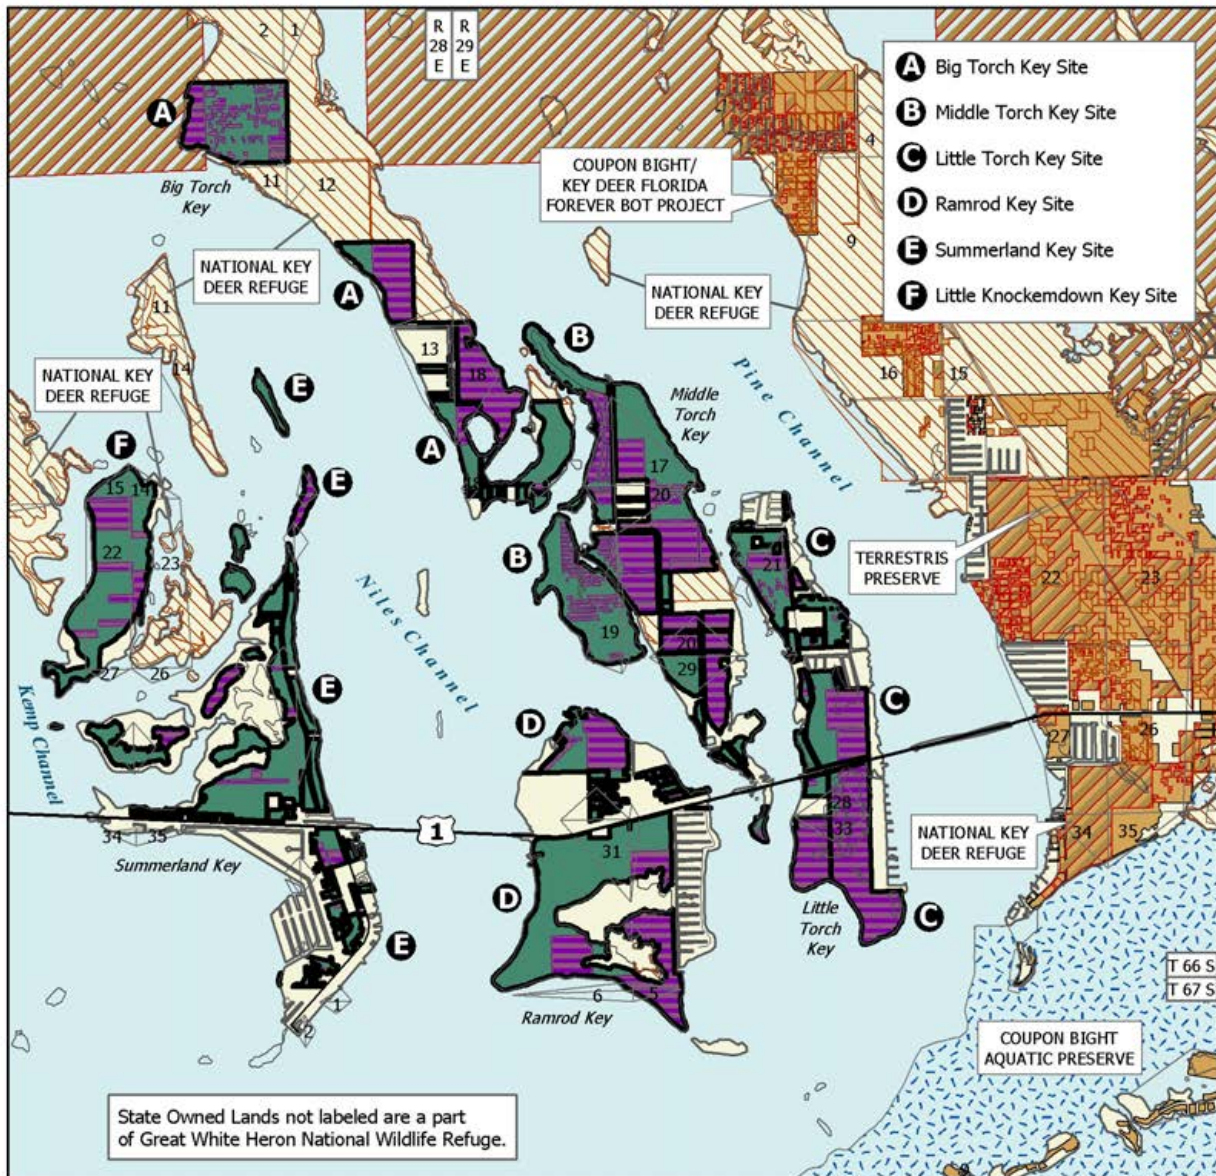 2
1
R
28
E
R
29
E
A Big Torch Key Site
B Middle Torch Key Site
C Little Torch Key Site
D Ramrod Key Site
E Summerland Key Site
F Little Knockemdown Key Site
A
4
COUPON BIGHT/
KEY DEER FLORIDA
FOREVER BOT PROJECT
Big Torch
Key
11
12
9
NATIONAL KEY
DEER REFUGE
NATIONAL KEY
DEER REFUGE
A
11
14
13
B
Pine Channel
16
15
NATIONAL KEY
DEER REFUGE
E
18
Middle
Torch
Key
F
A
17
15
14
E
20
22
23
B
C
21
TERRESTRIS
PRESERVE
22
23
Niles Channel
19
20
29
27
26
E
C
Kemp Channel
D
27
26
28
33
34
35
1
31
NATIONAL KEY
DEER REFUGE
34
35
Summerland Key
D
Little
Torch
Key
C
E
T 66 S
T 67 S
6
5
1
2
Ramrod Key
COUPON BIGHT
AQUATIC PRESERVE
State Owned Lands not labeled are a part
of Great White Heron National Wildlife Refuge.